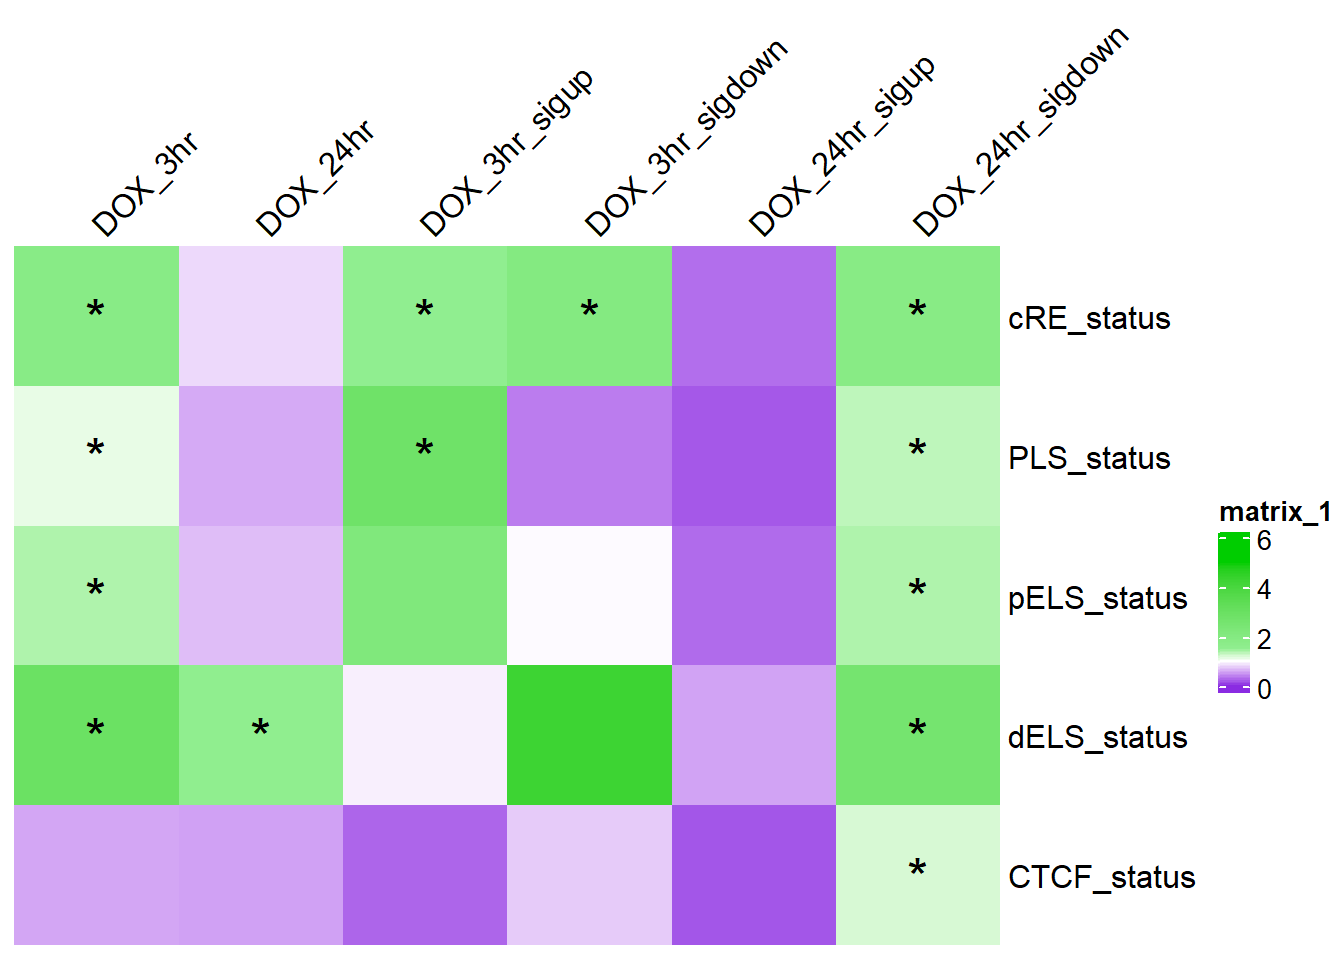 DOX_3hr
DOX_24hr
DOX_3hr_sigup
DOX_3hr_sigdown
DOX_24hr_sigup
DOX_24hr_sigdown
* * * * cRE_status
* * * PLS_status
* * pELS_status
* * * dELS_status
* CTCF_status
matrix_1
6
4
2
0